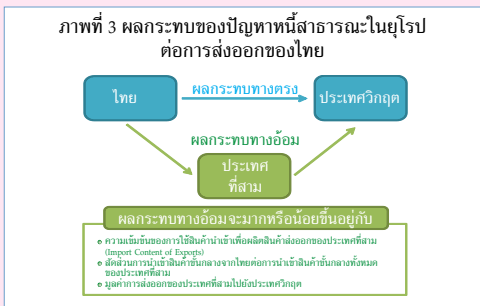 ภาพที่ 3 ผลกระทบของปัญหาหนี้สาธารณะในยุโรป
ต่อการส่งออกของไทย
ไทย
ผลกระทบทางตรง
ประเทศวิกฤต
ผลกระทบทางอ้อม
ประเทศ
ที่สาม
ผลกระทบทางอ้อมจะมากหรือน้อยขึ้นอยู่กับ
• ความเข้มข้นของการใช้สินค้านำเข้าเพื่อผลิตสินค้าส่งออกของประเทศที่สาม
(Import Content of Exports)
• สัดส่วนการนำเข้าสินค้าขั้นกลางจากไทยต่อการนำเข้าสินค้าขั้นกลางทั้งหมด
ของประเทศที่สาม
• มูลค่าการส่งออกของประเทศที่สามไปยังประเทศวิกฤต